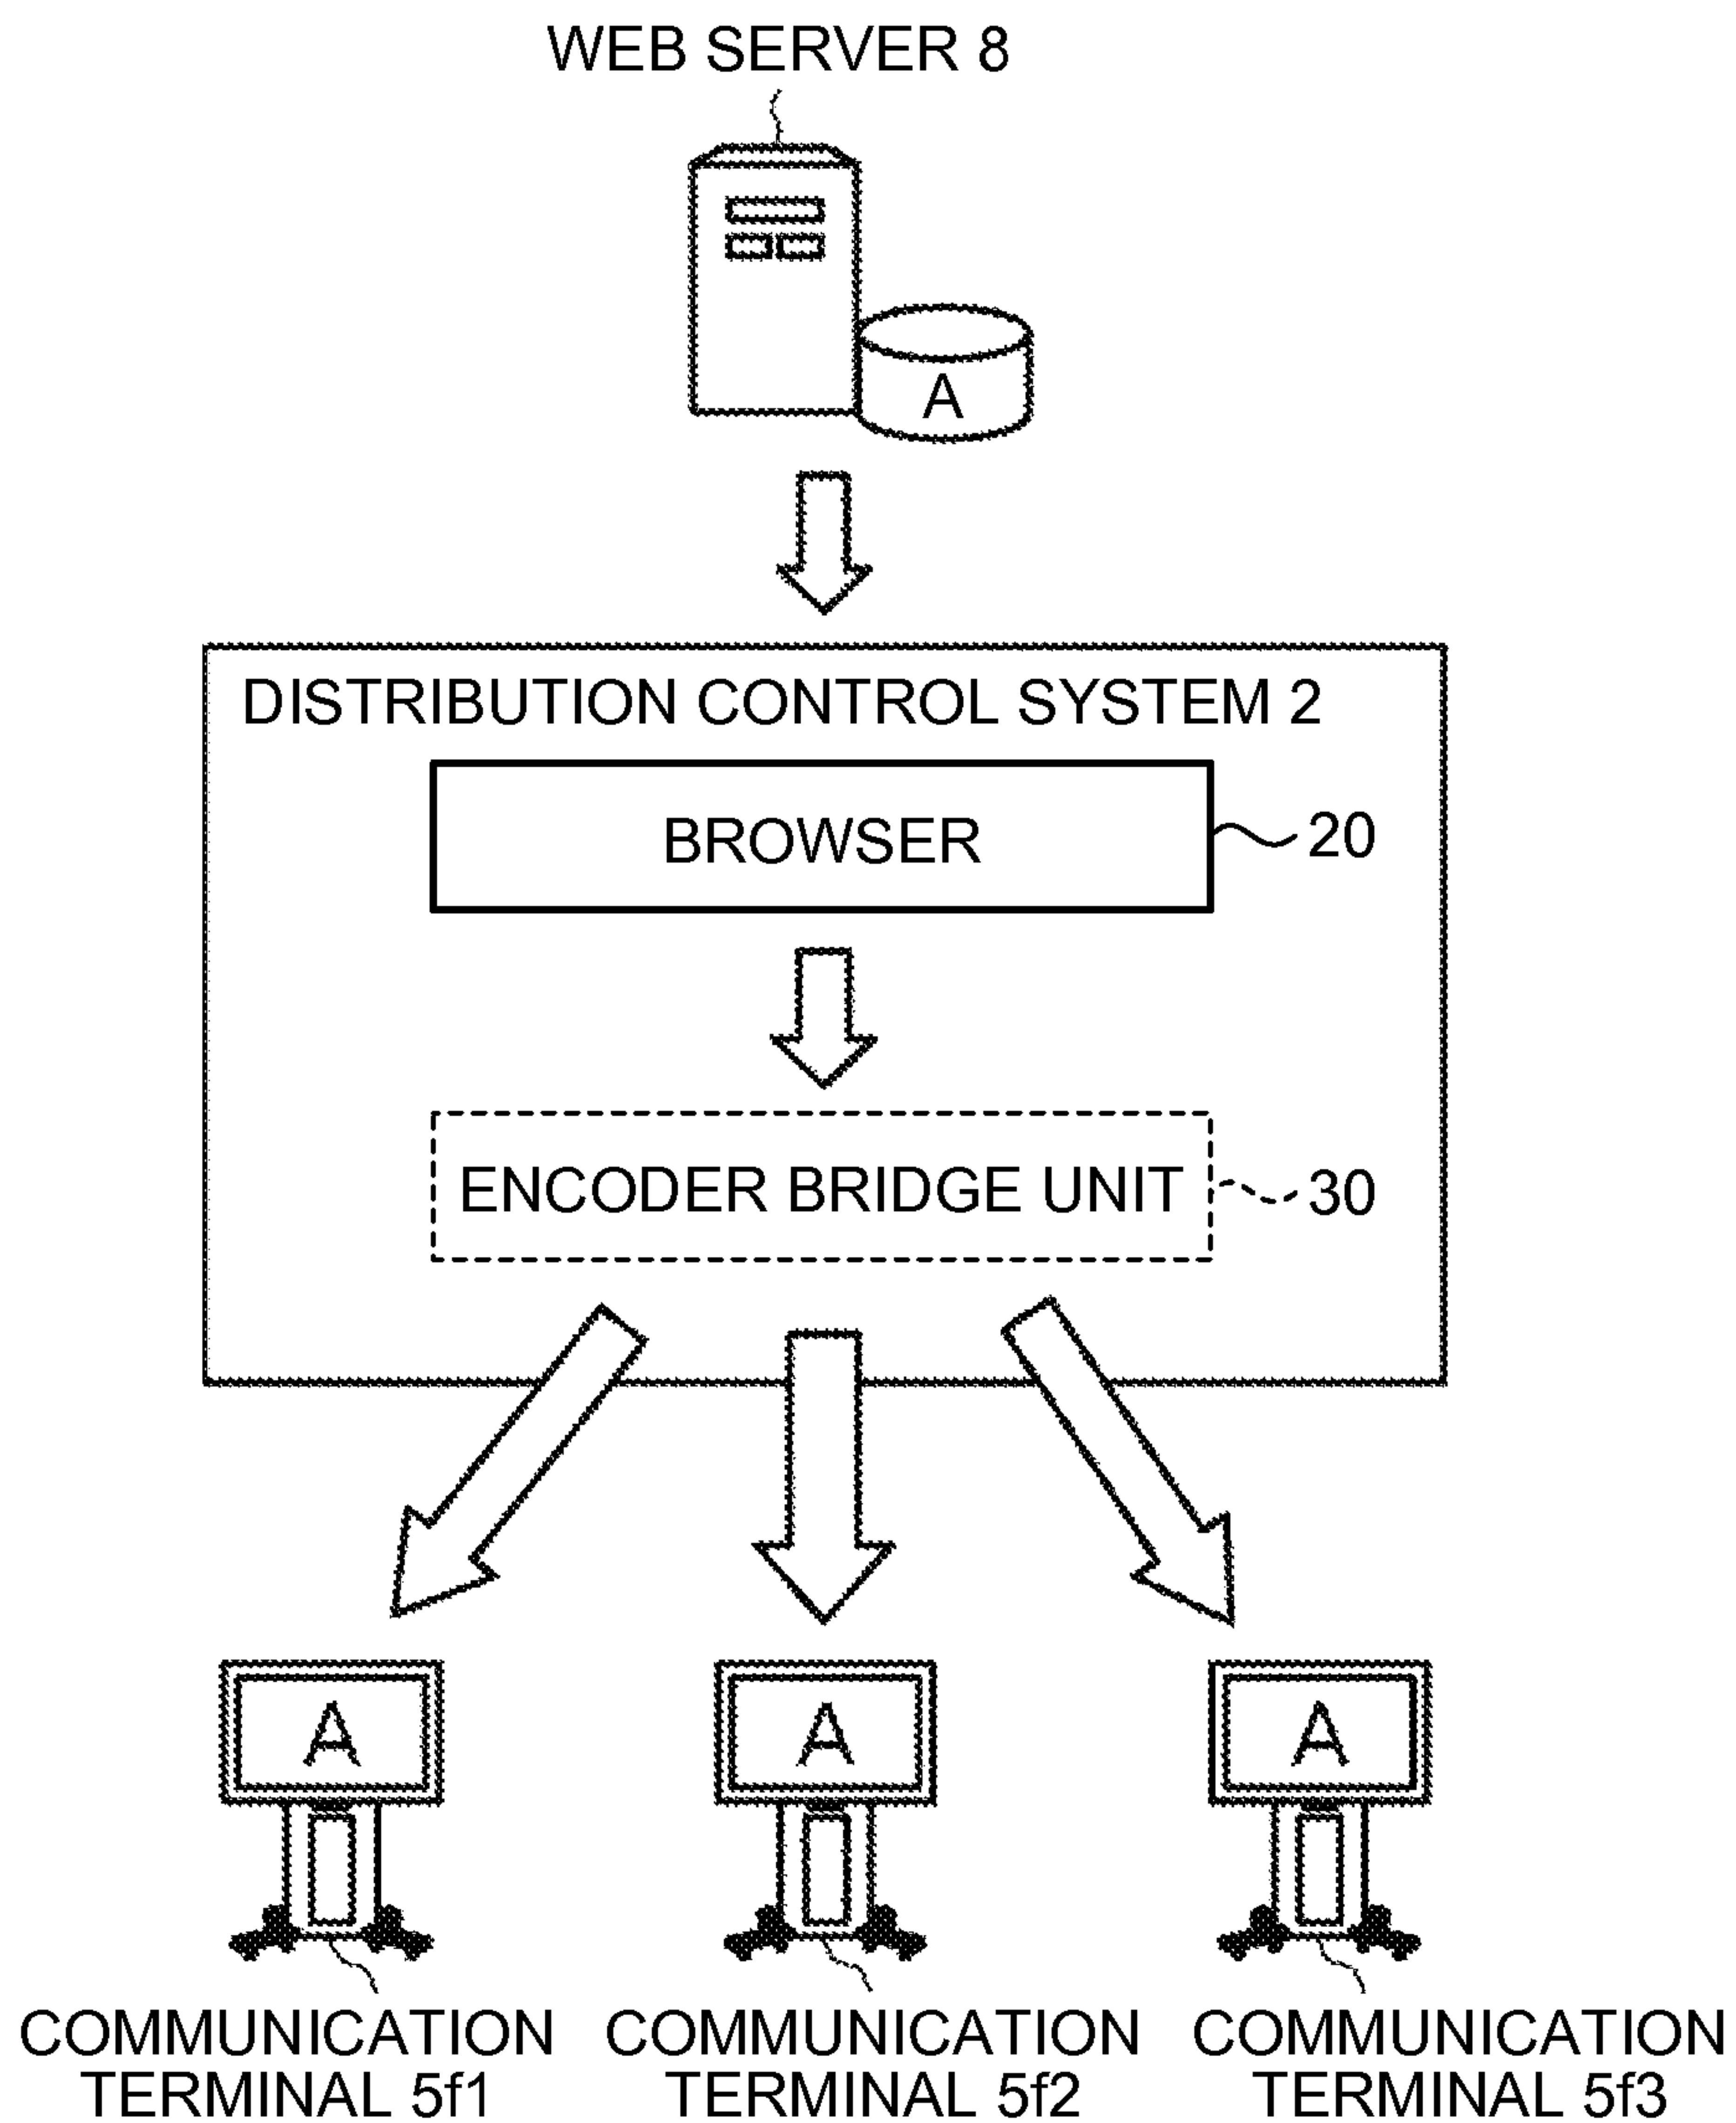 WEB SERVER 8
A
DISTRIBUTION CONTROL SYSTEM 2
BROWSER
20
ENCODER BRIDGE UNIT
30
A
A
A
COMMUNICATION
TERMINAL 5f1
COMMUNICATION
TERMINAL 5f2
COMMUNICATION
TERMINAL 5f3